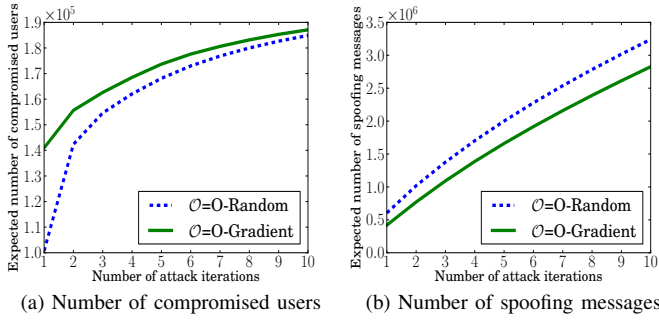 ×10⁵
1.9
1.8
1.7
1.6
1.5
1.4
1.3
1.2
1.1
1.0
Expected number of compromised users
1 2 3 4 5 6 7 8 9 10
Number of attack iterations
𝒪=O-Random
𝒪=O-Gradient
(a) Number of compromised users
×10⁶
3.5
3.0
2.5
2.0
1.5
1.0
0.5
0.0
Expected number of spoofing messages
1 2 3 4 5 6 7 8 9 10
Number of attack iterations
𝒪=O-Random
𝒪=O-Gradient
(b) Number of spoofing messages